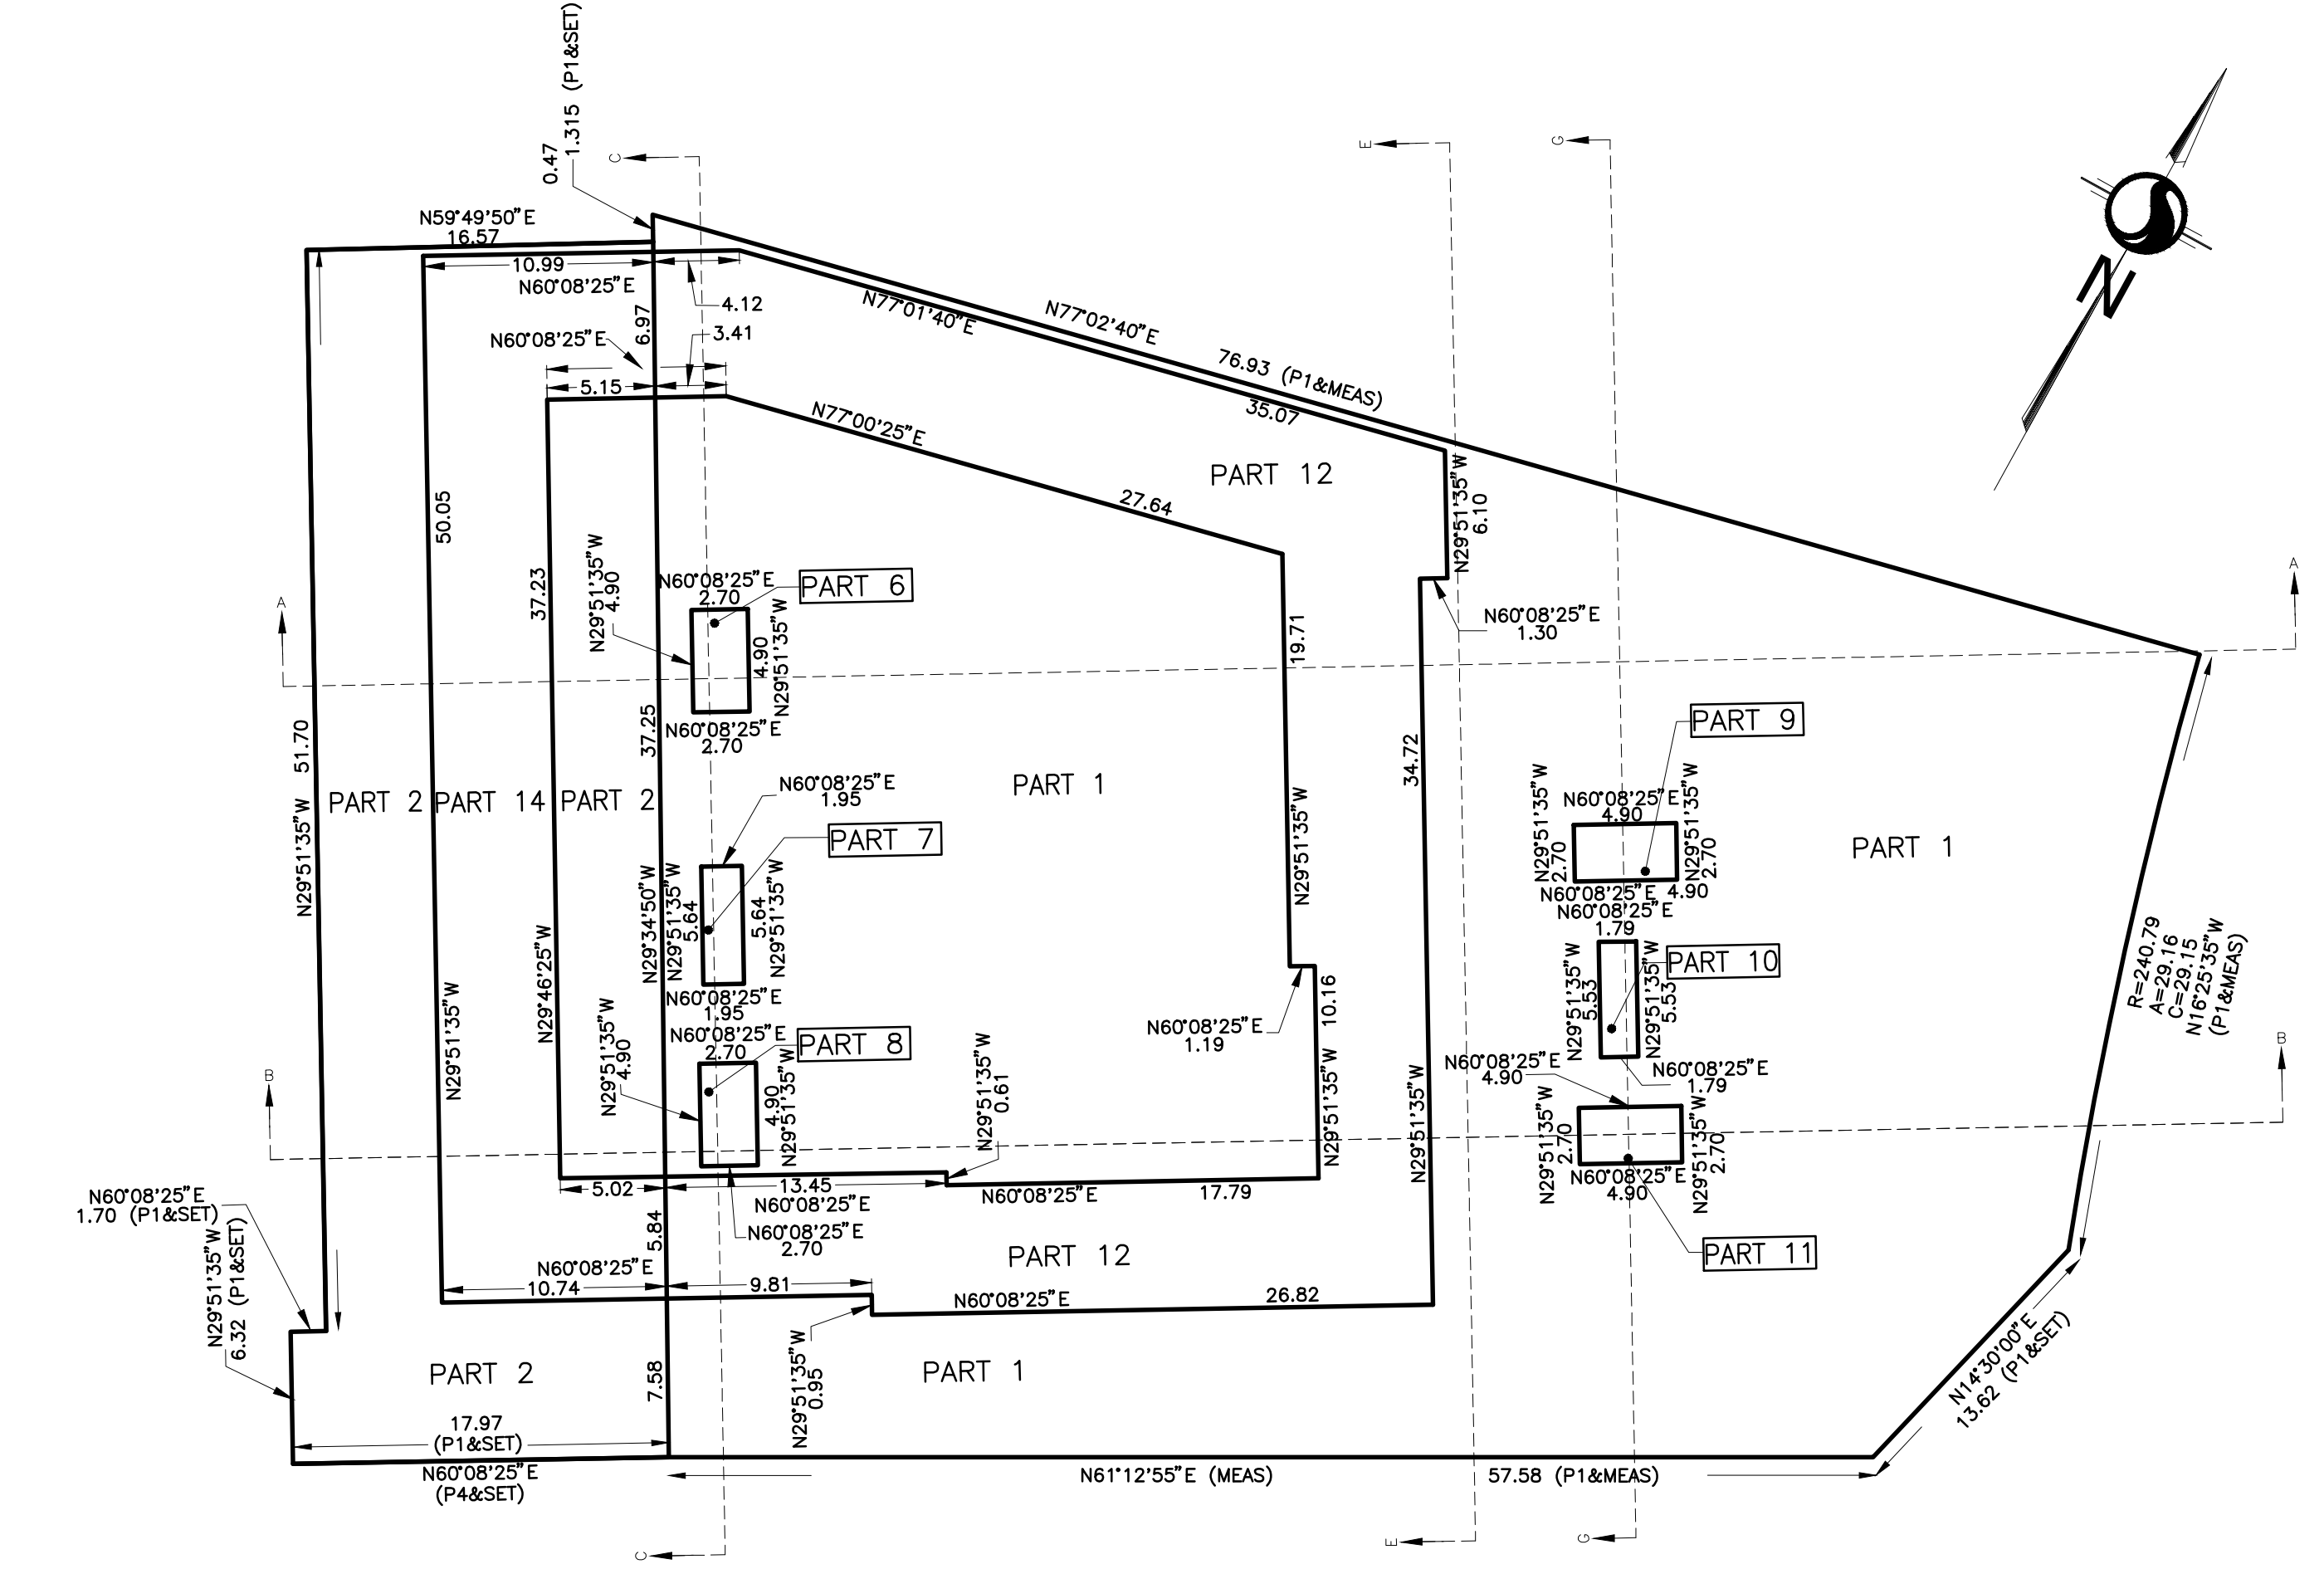 0.47
1.315 (P1&SET)
C
E
G
N59°49'50"E
16.57
10.99
N60°08'25"E
4.12
N60°08'25"E
3.41
6.97
5.15
N77°01'40"E
N77°02'40"E
76.93 (P1&MEAS)
35.07
N77°00'25"E
27.64
PART 12
N29°51'35"W
6.10
N
50.05
37.23
N29°51'35"W
4.90
N60°08'25"E
2.70
PART 6
4.90
N29°51'35"W
N60°08'25"E
2.70
A
A
19.71
N60°08'25"E
1.30
37.25
51.70
N29°51'35"W
34.72
PART 9
PART 2
PART 14
PART 2
PART 1
N60°08'25"E
1.95
PART 7
N29°51'35"W
2.70
N60°08'25"E
4.90
N29°51'35"W
2.70
N60°08'25"E
4.90
PART 1
N29°34'50"W
N29°51'35"W
5.64
5.64
N29°51'35"W
N60°08'25"E
1.95
N29°51'35"W
N60°08'25"E
1.79
N29°51'35"W
5.53
N29°51'35"W
5.53
PART 10
N60°08'25"E
1.79
R=240.79
A=29.16
C=29.15
N16°25'35"W
(P1&MEAS)
N29°46'25"W
N29°51'35"W
N29°51'35"W
4.90
N60°08'25"E
2.70
PART 8
4.90
N29°51'35"W
N29°51'35"W
0.61
N60°08'25"E
1.19
10.16
N29°51'35"W
N29°51'35"W
N60°08'25"E
4.90
N29°51'35"W
2.70
N29°51'35"W
2.70
N60°08'25"E
4.90
PART 11
B
B
5.02
13.45
N60°08'25"E
N60°08'25"E
17.79
N60°08'25"E
2.70
5.84
N60°08'25"E
1.70 (P1&SET)
N29°51'35"W
6.32 (P1&SET)
N60°08'25"E
10.74
9.81
PART 12
N60°08'25"E
26.82
N29°51'35"W
0.95
PART 2
7.58
PART 1
N14°30'00"E
13.62 (P1&SET)
17.97
(P1&SET)
N60°08'25"E
(P4&SET)
N61°12'55"E (MEAS)
57.58 (P1&MEAS)
C
E
G